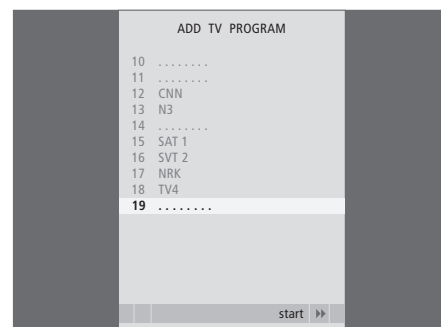 ADD TV PROGRAM
10 ........
11 ........
12 CNN
13 N3
14 ........
15 SAT 1
16 SVT 2
17 NRK
18 TV4
19 ........
start